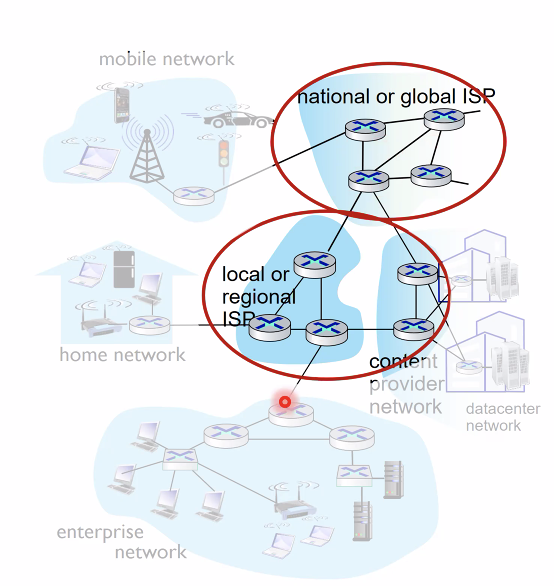 mobile network
national or global ISP
local or
regional
ISP
home network
content
provider
network
datacenter
network
enterprise
network